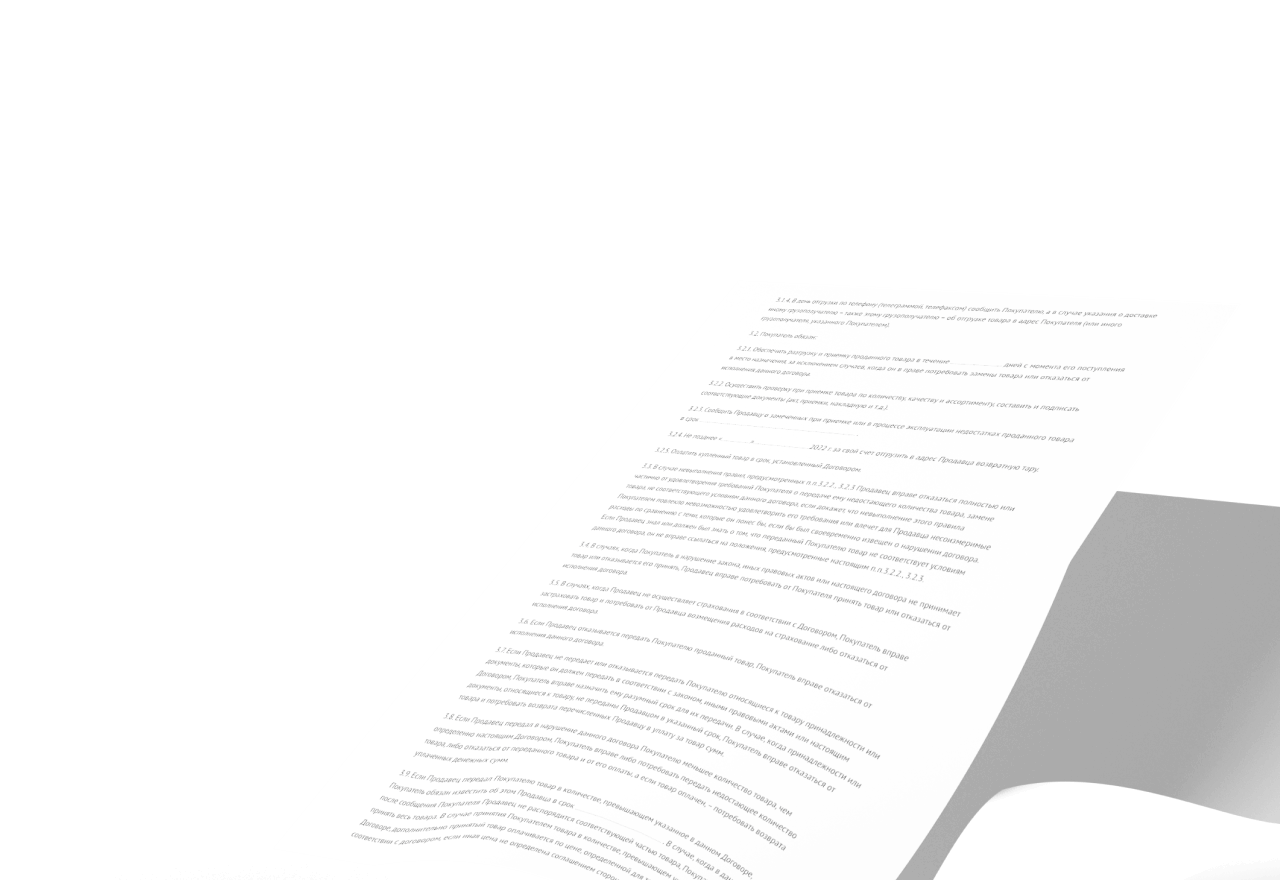 3.1.4. В день отгрузки по телефону (телеграммой, телефаксом) сообщить Покупателю, а в случае указания о доставке
иному грузополучателю – также этому грузополучателю – об отгрузке товара в адрес Покупателя (или иного
грузополучателя, указанного Покупателем).
3.2. Покупатель обязан:
3.2.1. Обеспечить разгрузку и приемку проданного товара в течение ................ дней с момента его поступления
в место назначения, за исключением случаев, когда он в праве потребовать замены товара или отказаться от
исполнения данного договора.
3.2.2. Осуществить проверку при приемке товара по количеству, качеству и ассортименту, составить и подписать
соответствующие документы (акт приемки, накладную и т.д.).
3.2.3. Сообщить Продавцу о замеченных при приемке или в процессе эксплуатации недостатках проданного товара
в срок
3.2.4. Не позднее « » 2022 г. за свой счет отгрузить в адрес Продавца возвратную тару.
3.2.5. Оплатить купленный товар в срок, установленный Договором.
3.3. В случае невыполнения правил, предусмотренных п.п.3.2.2., 3.2.3. Продавец вправе отказаться полностью или
частично от удовлетворения требований Покупателя о передаче ему недостающего количества товара, замене
товара, не соответствующего условиям данного договора, если докажет, что невыполнение этого правила
Покупателем повлекло невозможность удовлетворить его требования или влечет для Продавца несоизмеримые
расходы по сравнению с теми, которые он понес бы, если бы был своевременно извещен о нарушении договора.
Если Продавец знал или должен был знать о том, что переданный Покупателю товар не соответствует условиям
данного договора, он не вправе ссылаться на положения, предусмотренные настоящим п.п.3.2.2., 3.2.3.
3.4. В случаях, когда Покупатель в нарушение закона, иных правовых актов или настоящего договора не принимает
товар или отказывается его принять, Продавец вправе потребовать от Покупателя принять товар или отказаться от
исполнения договора.
3.5. В случаях, когда Продавец не осуществляет страхования в соответствии с Договором, Покупатель вправе
застраховать товар и потребовать от Продавца возмещения расходов на страхование либо отказаться от
исполнения договора.
3.6. Если Продавец отказывается передать Покупателю проданный товар, Покупатель вправе отказаться от
исполнения данного договора.
3.7. Если Продавец не передает или отказывается передать Покупателю относящиеся к товару принадлежности или
документы, которые он должен передать в соответствии с законом, иными правовыми актами или настоящим
Договором, Покупатель вправе назначить ему разумный срок для их передачи. В случае, когда принадлежности или
документы, относящиеся к товару, не переданы Продавцом в указанный срок, Покупатель вправе отказаться от
товара и потребовать возврата перечисленных Продавцу в уплату за товар сумм.
3.8. Если Продавец передал в нарушение данного договора Покупателю меньшее количество товара, чем
определено настоящим Договором, Покупатель вправе либо потребовать передать недостающее количество
товара, либо отказаться от переданного товара и от его оплаты, а если товар оплачен, – потребовать возврата
уплаченных денежных сумм.
3.9. Если Продавец передал Покупателю товар в количестве, превышающем указанное в данном Договоре,
Покупатель обязан известить об этом Продавца в срок . В случае, когда в
после сообщения Покупателя Продавец не распорядится соответствующей частью товара,
принять весь товара. В случае принятия Покупателем товара в количестве, превышающем
Договоре, дополнительно принятый товар оплачивается по цене, определенной для
соответствии с договором, если иная цена не определена соглашением